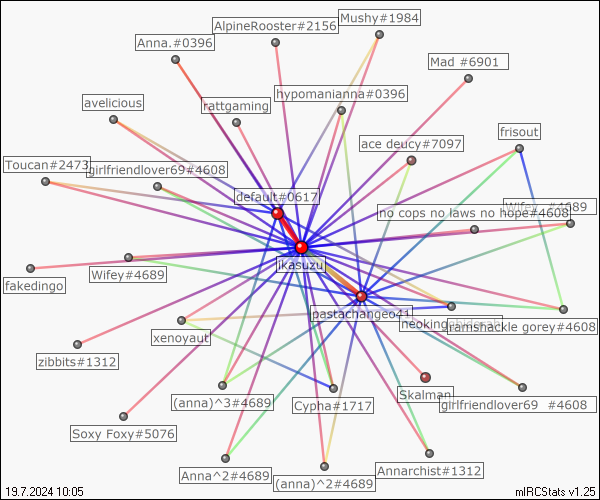 Mushy#1984
AlpineRooster#2156
Anna.#0396
Mad #6901
hypomanianna#0396
avelicious
rattgaming
frisout
ace deucy#7097
Toucan#2473
girlfriendlover69#4608
default#0617
no cops no laws no hope#4608
Wifey #4689
ikasuzu
fakedingo
Wifey#4689
pastachangeo41
neoking
ramshackle gorey#4608
xenoyaut
zibbits#1312
Skalman
(anna)^3#4689
Cypha#1717
girlfriendlover69 #4608
Soxy Foxy#5076
Anna^2#4689
(anna)^2#4689
Annarchist#1312
19.7.2024 10:05
mIRCStats v1.25